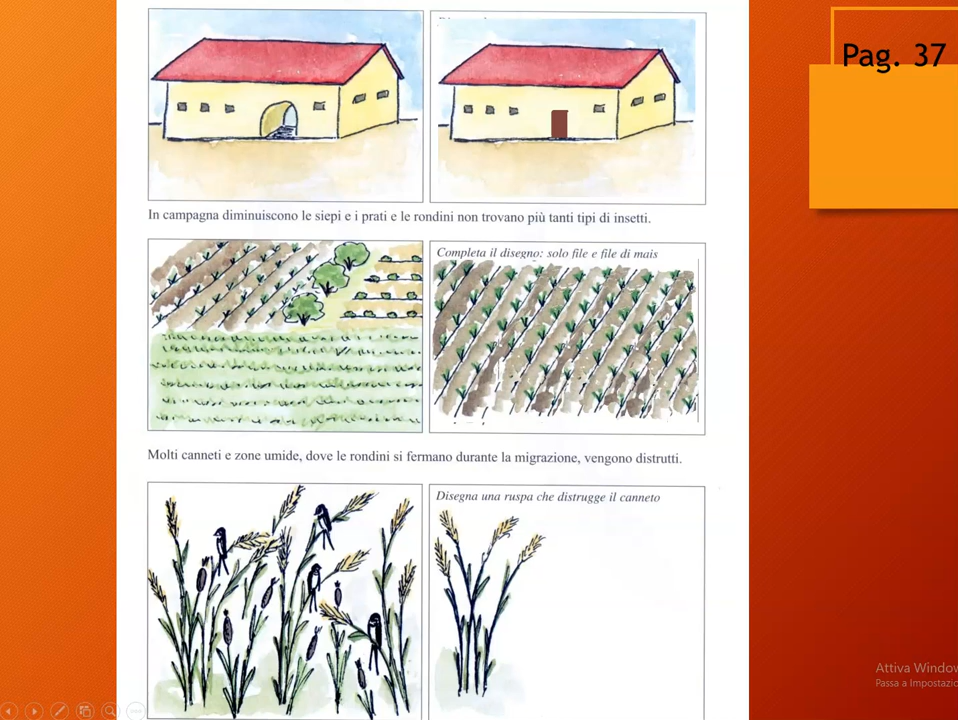 Pag. 37
In campagna diminuiscono le siepi e i prati e le rondini non trovano più tanti tipi di insetti.
Completa il disegno: solo file e file di mais
Molti canneti e zone umide, dove le rondini si fermano durante la migrazione, vengono distrutti.
Disegna una ruspa che distrugge il canneto
Attiva Window
Passa a Impostazio